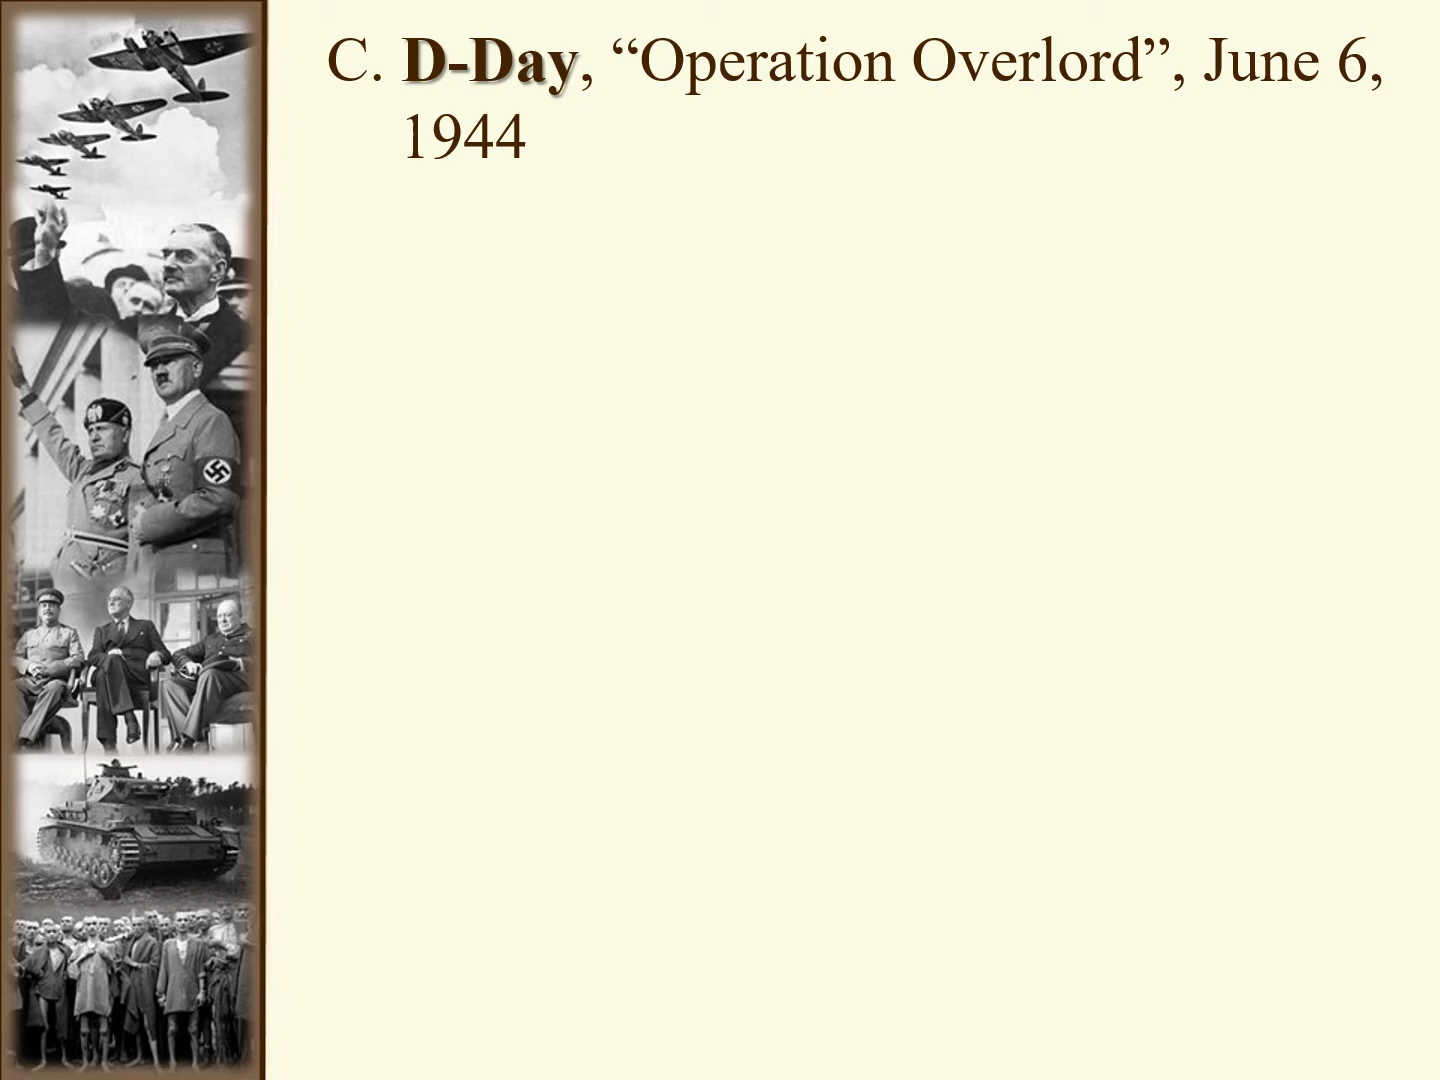 C. D-Day, “Operation Overlord”, June 6,
1944